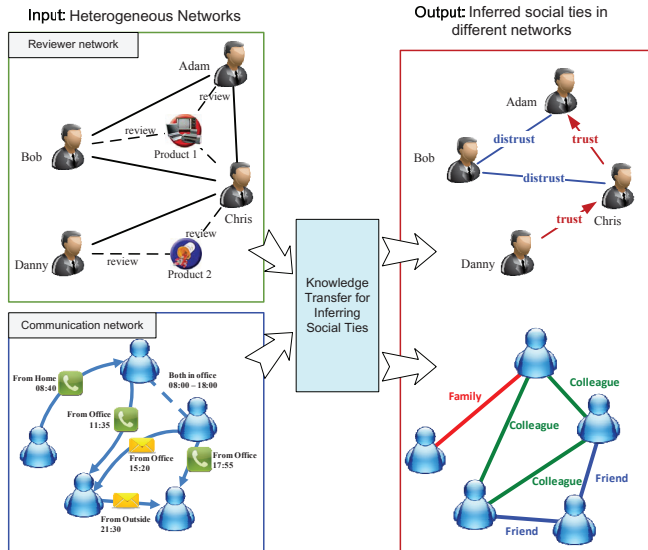 Input: Heterogeneous Networks
Reviewer network
Adam
review
review
Product 1
Bob
Chris
review
Danny
review
Product 2
Communication network
From Home
08:40
Both in office
08:00 – 18:00
From Office
11:35
From Office
15:20
From Office
17:55
From Outside
21:30
Knowledge
Transfer for
Inferring
Social Ties
Output: Inferred social ties in
different networks
Adam
distrust
trust
Bob
distrust
Chris
trust
Danny
Family
Colleague
Colleague
Colleague
Friend
Friend